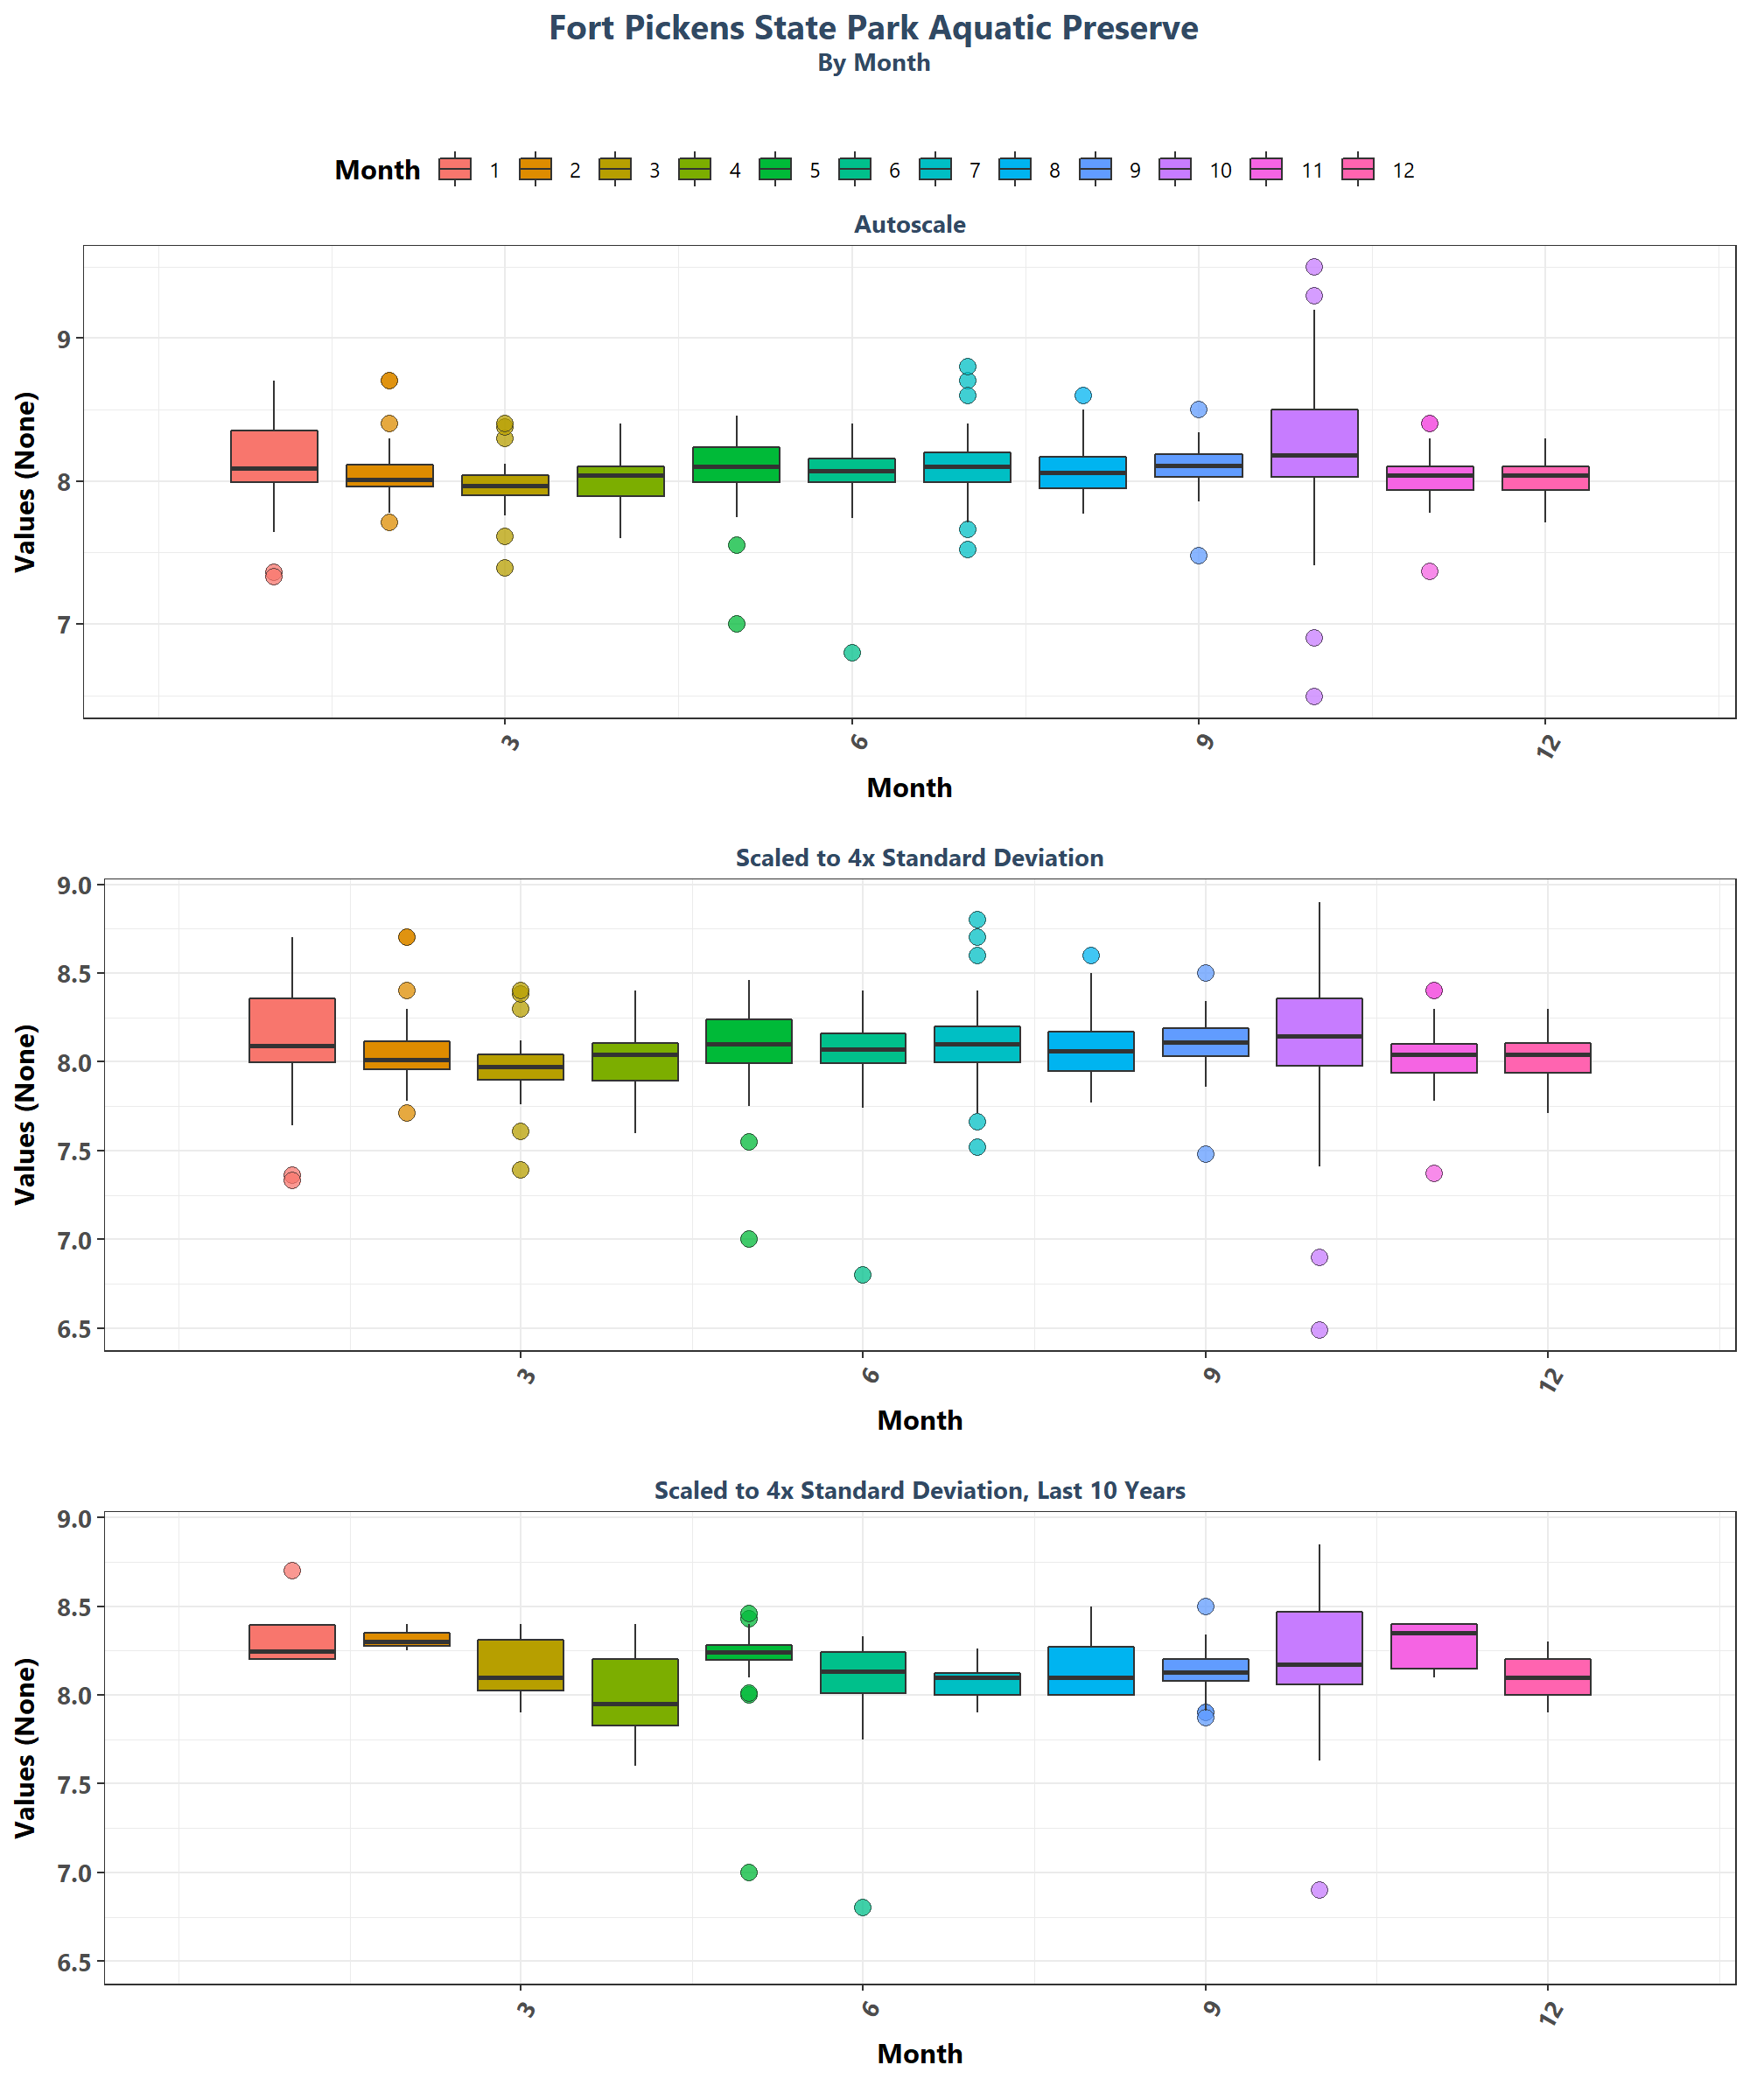 Fort Pickens State Park Aquatic Preserve
By Month
Month 1 2 3 4 5 6 7 8 9 10 11 12
Autoscale
Values (None)
9
8
7
3 6 9 12
Month
Scaled to 4x Standard Deviation
Values (None)
9.0
8.5
8.0
7.5
7.0
6.5
3 6 9 12
Month
Scaled to 4x Standard Deviation, Last 10 Years
Values (None)
9.0
8.5
8.0
7.5
7.0
6.5
3 6 9 12
Month